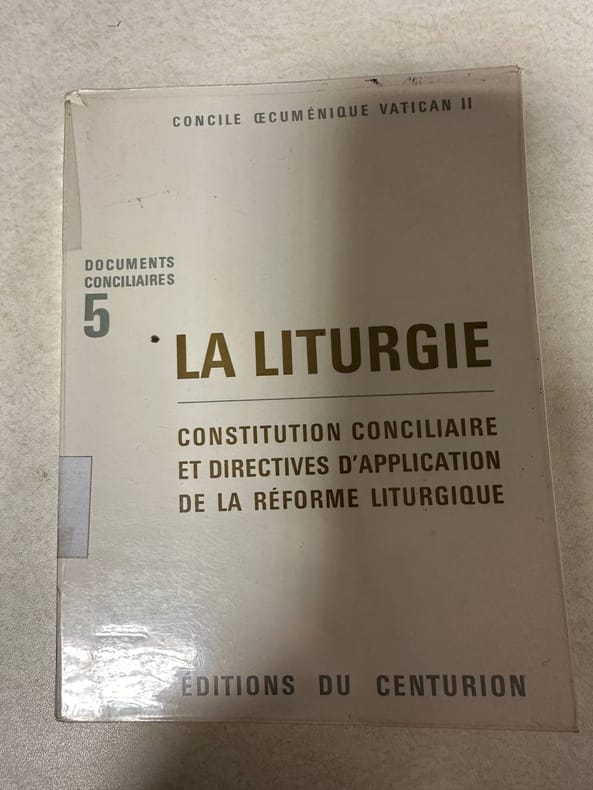 CONCILE ŒCUMÉNIQUE VATICAN II
DOCUMENTS
CONCILIAIRES
5
LA LITURGIE
CONSTITUTION CONCILIAIRE
ET DIRECTIVES D'APPLICATION
DE LA RÉFORME LITURGIQUE
ÉDITIONS DU CENTURION